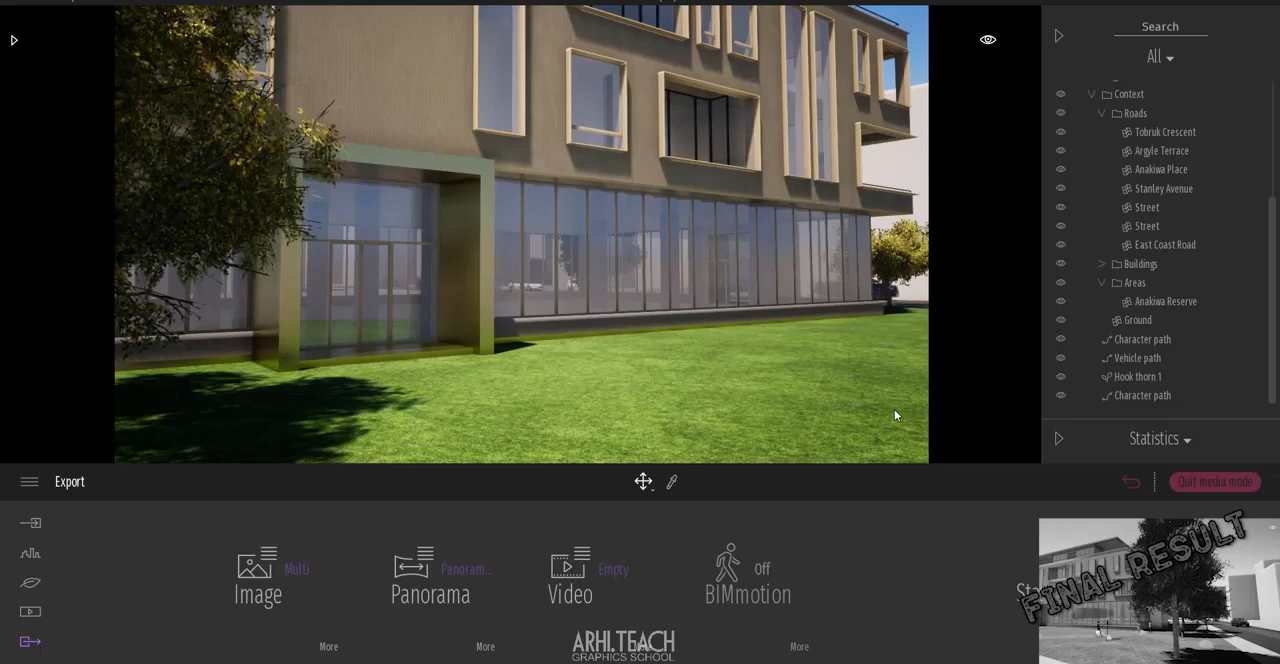 Search
All
Context
Roads
Tobruk Crescent
Argyle Terrace
Anakiwa Place
Stanley Avenue
Street
Street
East Coast Road
Buildings
Areas
Anakiwa Reserve
Ground
Character path
Vehicle path
Hook thorn 1
Character path
Statistics
Export
Quit media mode
Multi
Image
More
Panoram...
Panorama
More
Empty
Video
Off
BIMmotion
More
ARHI.TEACH
GRAPHICS SCHOOL
FINAL RESULT